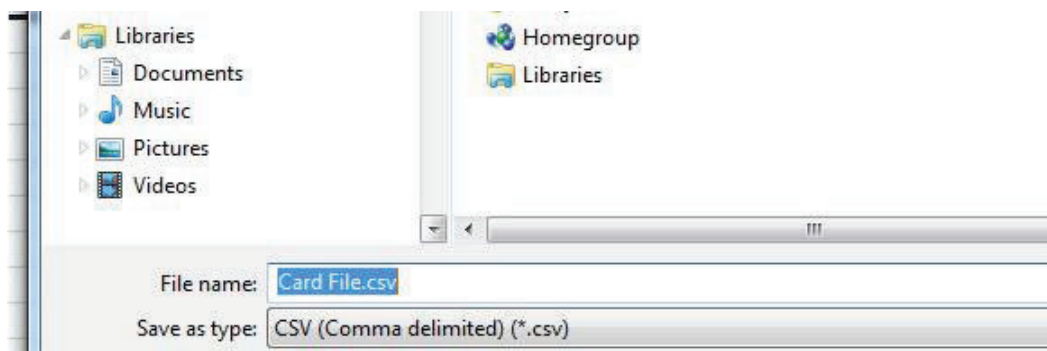 Libraries
Documents
Music
Pictures
Videos
Homegroup
Libraries
File name: Card File.csv
Save as type: CSV (Comma delimited) (*.csv)